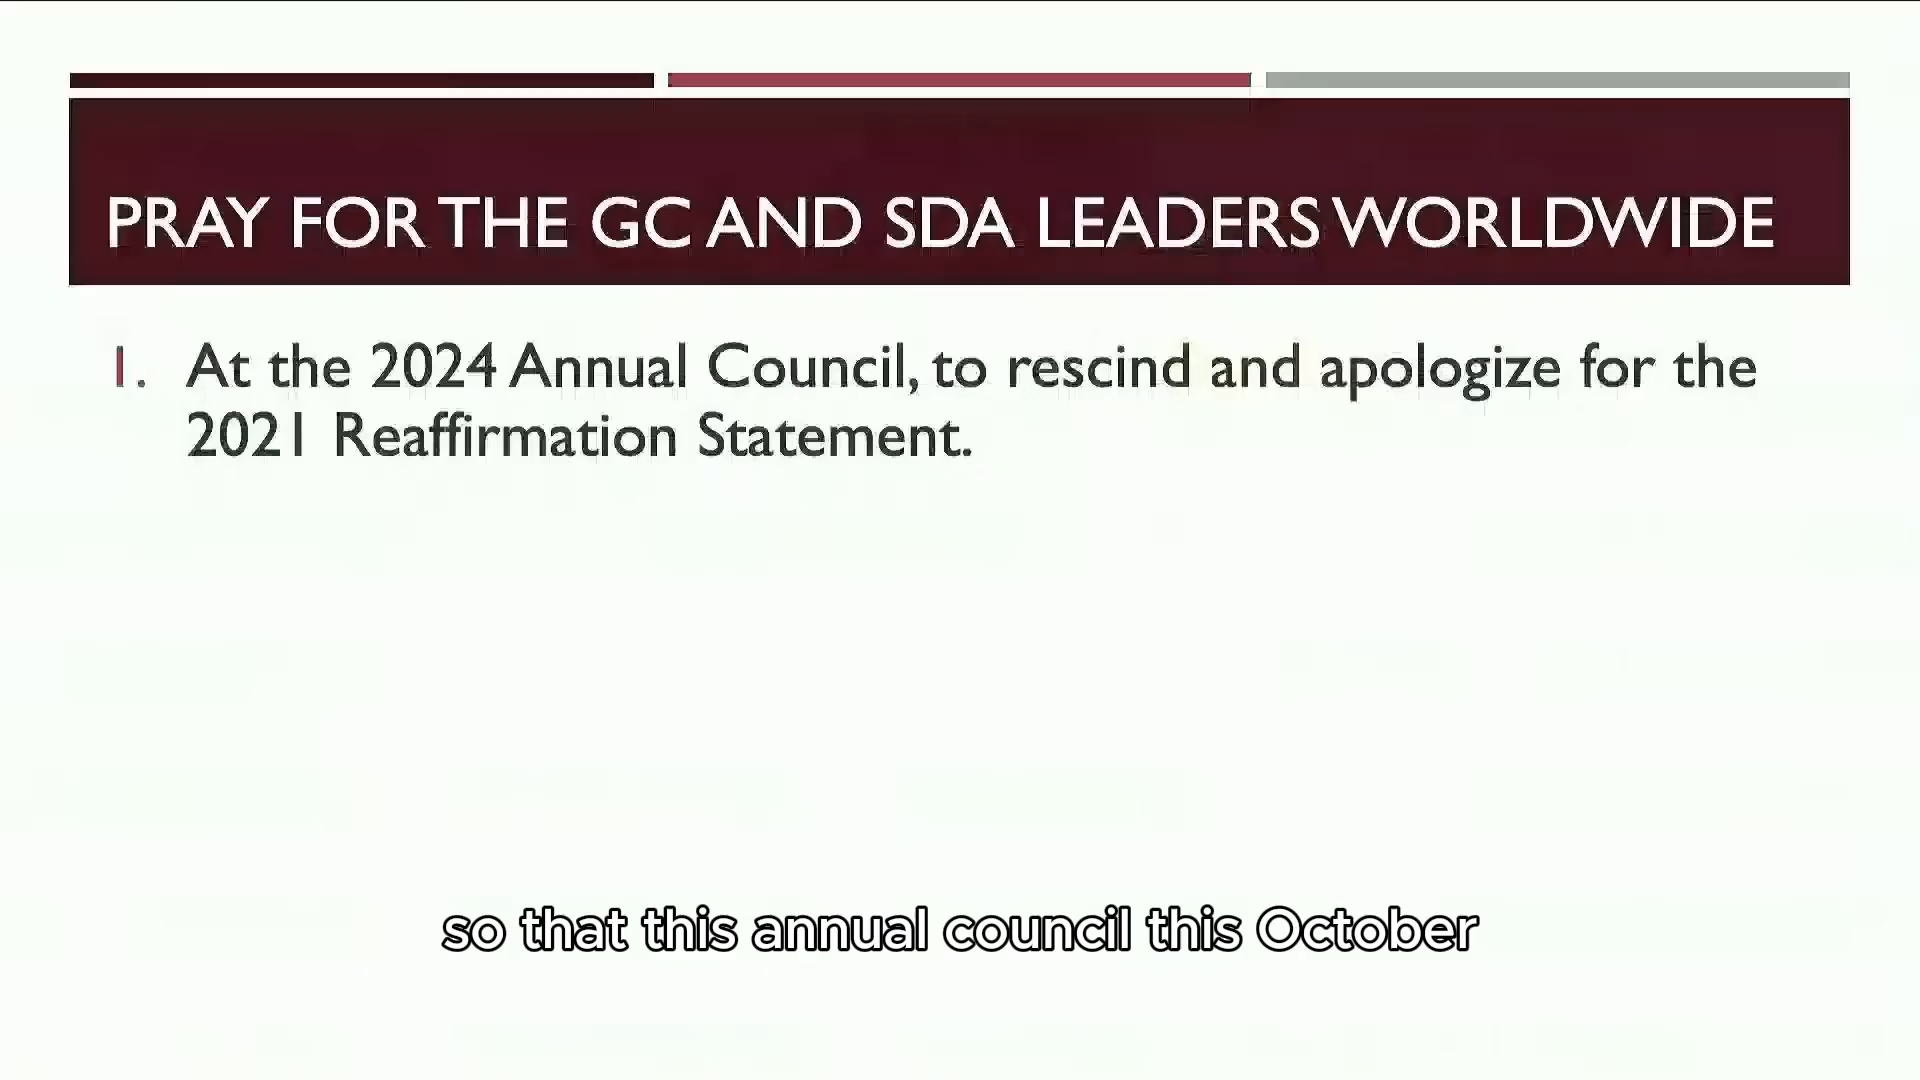 PRAY FOR THE GC AND SDA LEADERS WORLDWIDE
1. At the 2024 Annual Council, to rescind and apologize for the
2021 Reaffirmation Statement.
so that this annual council this October